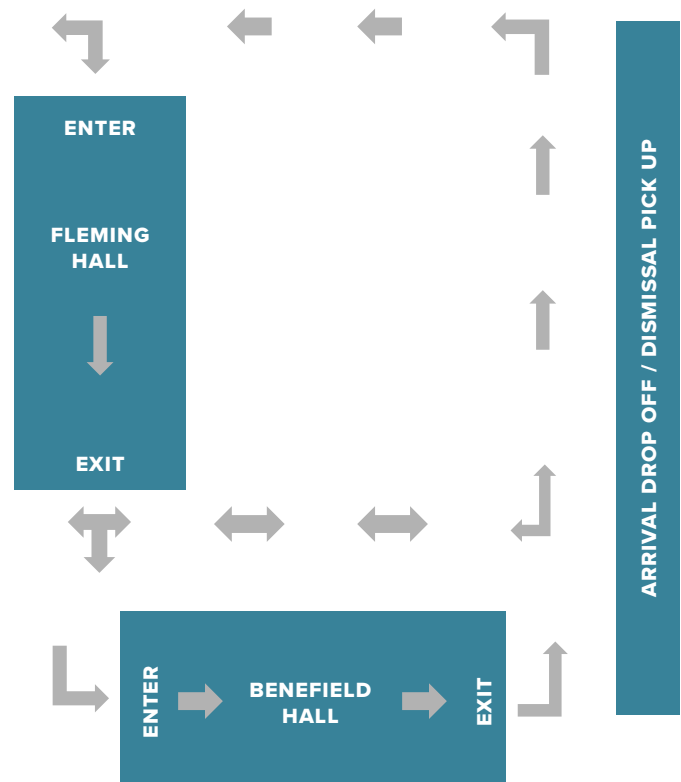 ENTER
FLEMING
HALL
EXIT
ARRIVAL DROP OFF / DISMISSAL PICK UP
ENTER
BENEFIELD
HALL
EXIT